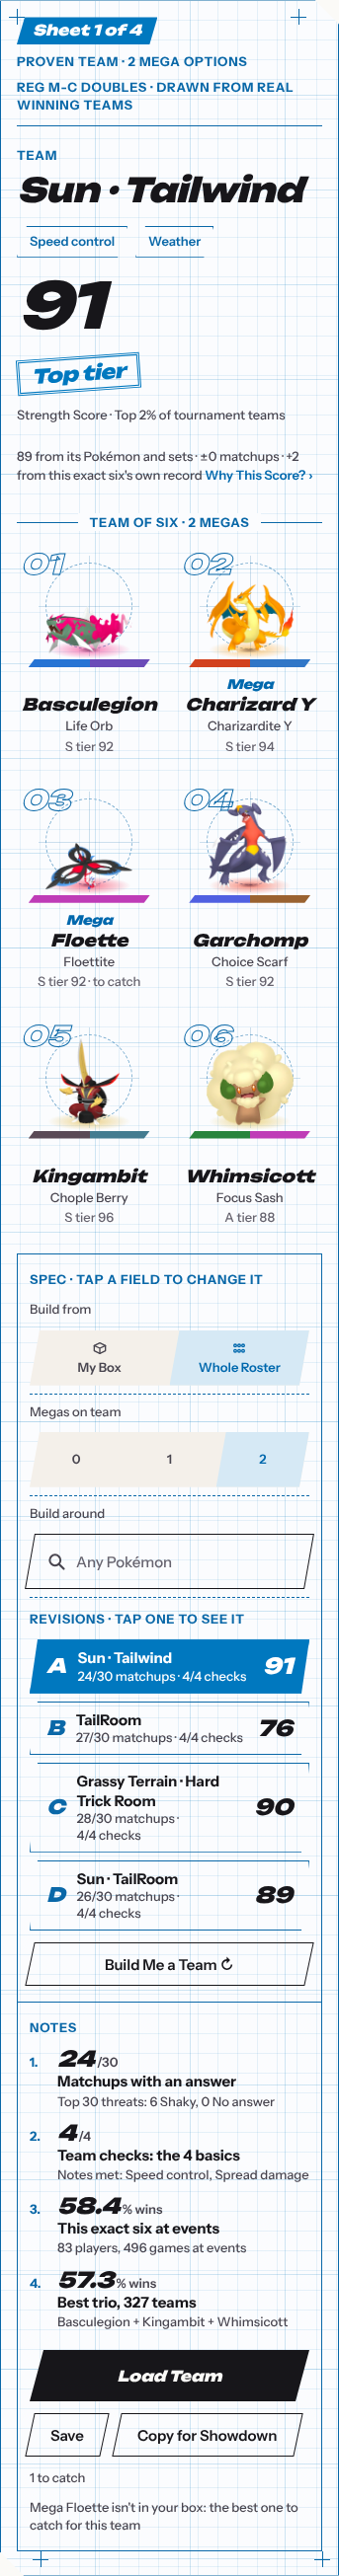 Sheet 1 of 4
PROVEN TEAM · 2 MEGA OPTIONS
REG M-C DOUBLES · DRAWN FROM REAL
WINNING TEAMS
TEAM
Sun · Tailwind
Speed control
Weather
91
Top tier
Strength Score · Top 2% of tournament teams
89 from its Pokémon and sets · ±0 matchups · +2
from this exact six's own record Why This Score? ›
TEAM OF SIX · 2 MEGAS
01
Basculegion
Life Orb
S tier 92
02
Mega
Charizard Y
Charizardite Y
S tier 94
03
Mega
Floette
Floettite
S tier 92 · to catch
04
Garchomp
Choice Scarf
S tier 92
05
Kingambit
Chople Berry
S tier 96
06
Whimsicott
Focus Sash
A tier 88
SPEC · TAP A FIELD TO CHANGE IT
Build from
My Box
Whole Roster
Megas on team
0
1
2
Build around
Any Pokémon
REVISIONS · TAP ONE TO SEE IT
A
Sun · Tailwind
24/30 matchups · 4/4 checks
91
B
TailRoom
27/30 matchups · 4/4 checks
76
C
Grassy Terrain · Hard
Trick Room
28/30 matchups ·
4/4 checks
90
D
Sun · TailRoom
26/30 matchups ·
4/4 checks
89
Build Me a Team ↻
NOTES
1. 24/30
Matchups with an answer
Top 30 threats: 6 Shaky, 0 No answer
2. 4/4
Team checks: the 4 basics
Notes met: Speed control, Spread damage
3. 58.4% wins
This exact six at events
83 players, 496 games at events
4. 57.3% wins
Best trio, 327 teams
Basculegion + Kingambit + Whimsicott
Load Team
Save
Copy for Showdown
1 to catch
Mega Floette isn't in your box: the best one to
catch for this team